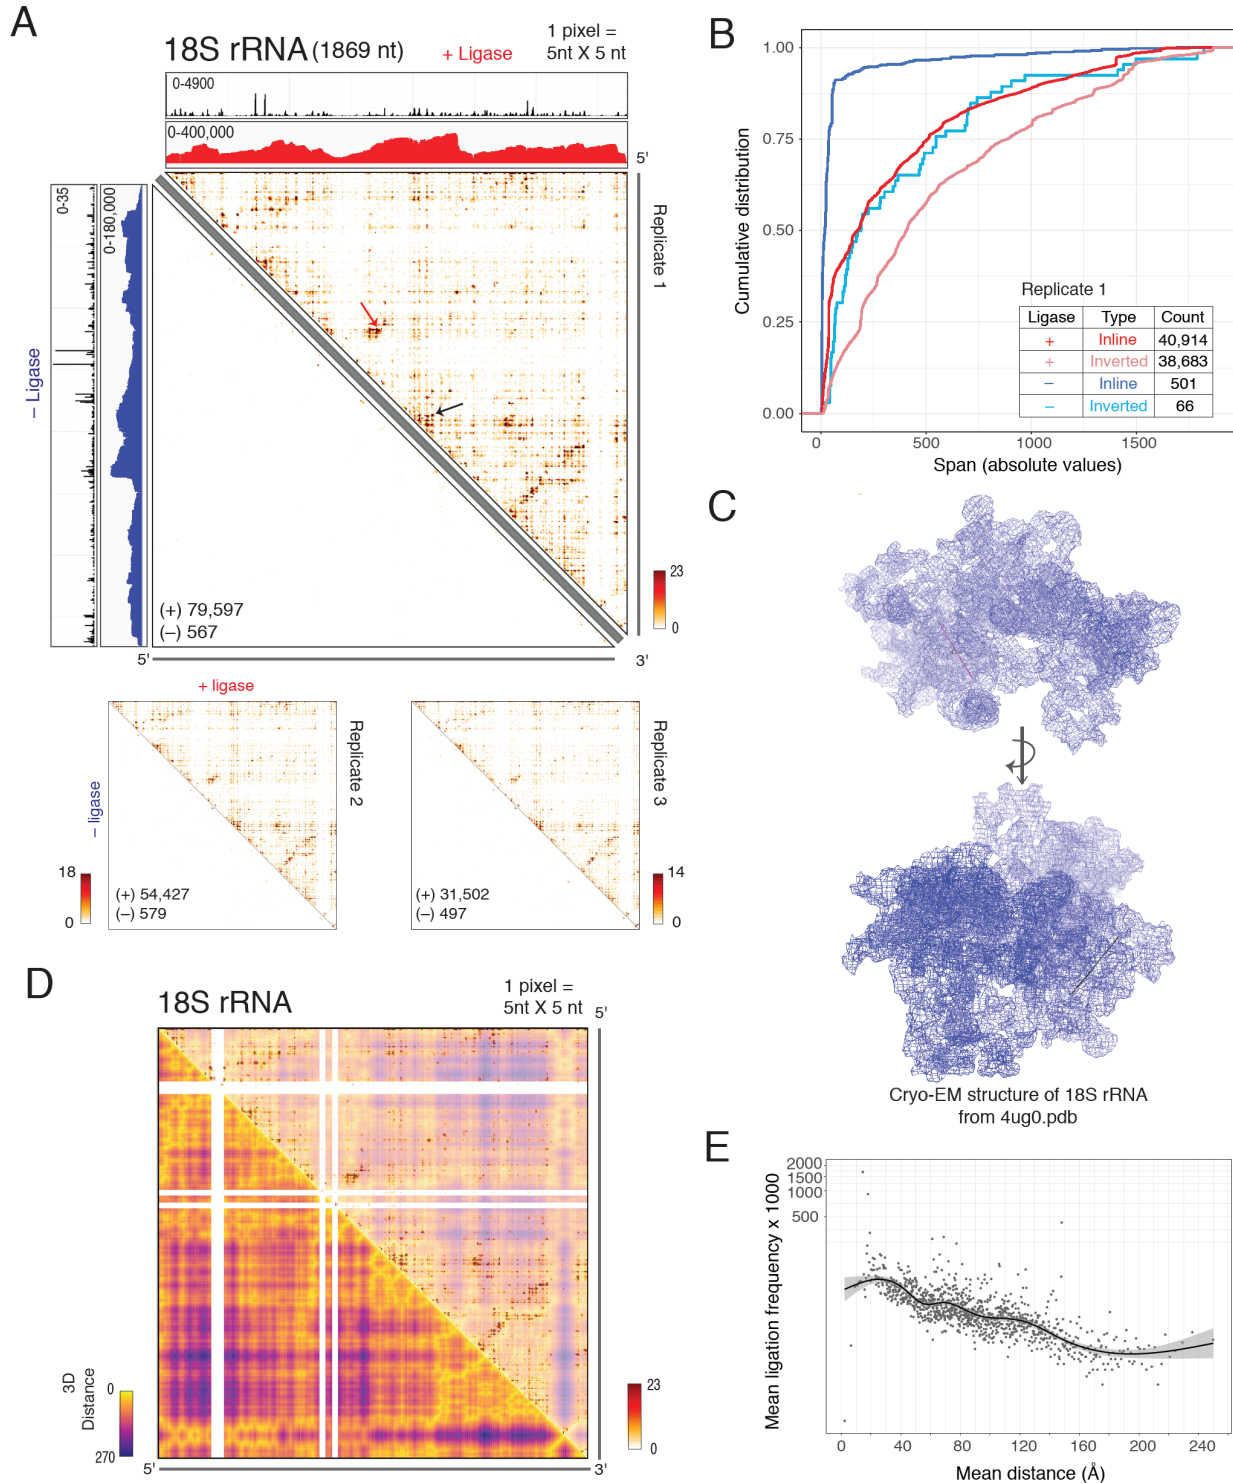 A
18S rRNA (1869 nt)
+ Ligase
1 pixel =
5nt X 5 nt
0-4900
0-400,000
5'
0-35
0-180,000
– Ligase
Replicate 1
(+) 79,597
(–) 567
23
0
5'
3'
+ ligase
– ligase
Replicate 2
18
0
(+) 54,427
(–) 579
Replicate 3
14
0
(+) 31,502
(–) 497
B
Cumulative distribution
1.00
0.75
0.50
0.25
0.00
0
500
1000
1500
Span (absolute values)
Replicate 1
Ligase Type Count
+ Inline 40,914
+ Inverted 38,683
– Inline 501
– Inverted 66
C
Cryo-EM structure of 18S rRNA
from 4ug0.pdb
D
18S rRNA
1 pixel =
5nt X 5 nt
5'
3D
Distance
0
270
23
0
5'
3'
E
Mean ligation frequency x 1000
2000
1500
1000
500
0
40
80
120
160
200
240
Mean distance (Å)